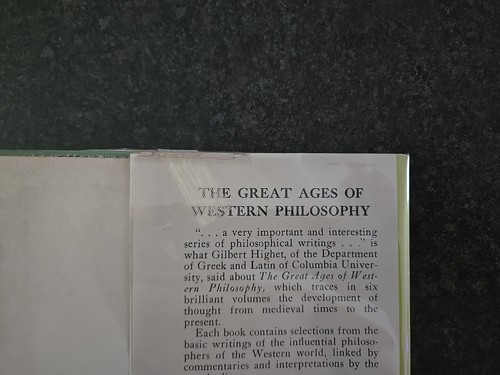 THE GREAT AGES OF
WESTERN PHILOSOPHY
“. . . a very important and interesting
series of philosophical writings . . .” is
what Gilbert Highet, of the Department
of Greek and Latin of Columbia Univer-
sity, said about The Great Ages of West-
ern Philosophy, which traces in six
brilliant volumes the development of
thought from medieval times to the
present.
Each book contains selections from the
basic writings of the influential philoso-
phers of the Western world, linked by
commentaries and interpretations by the